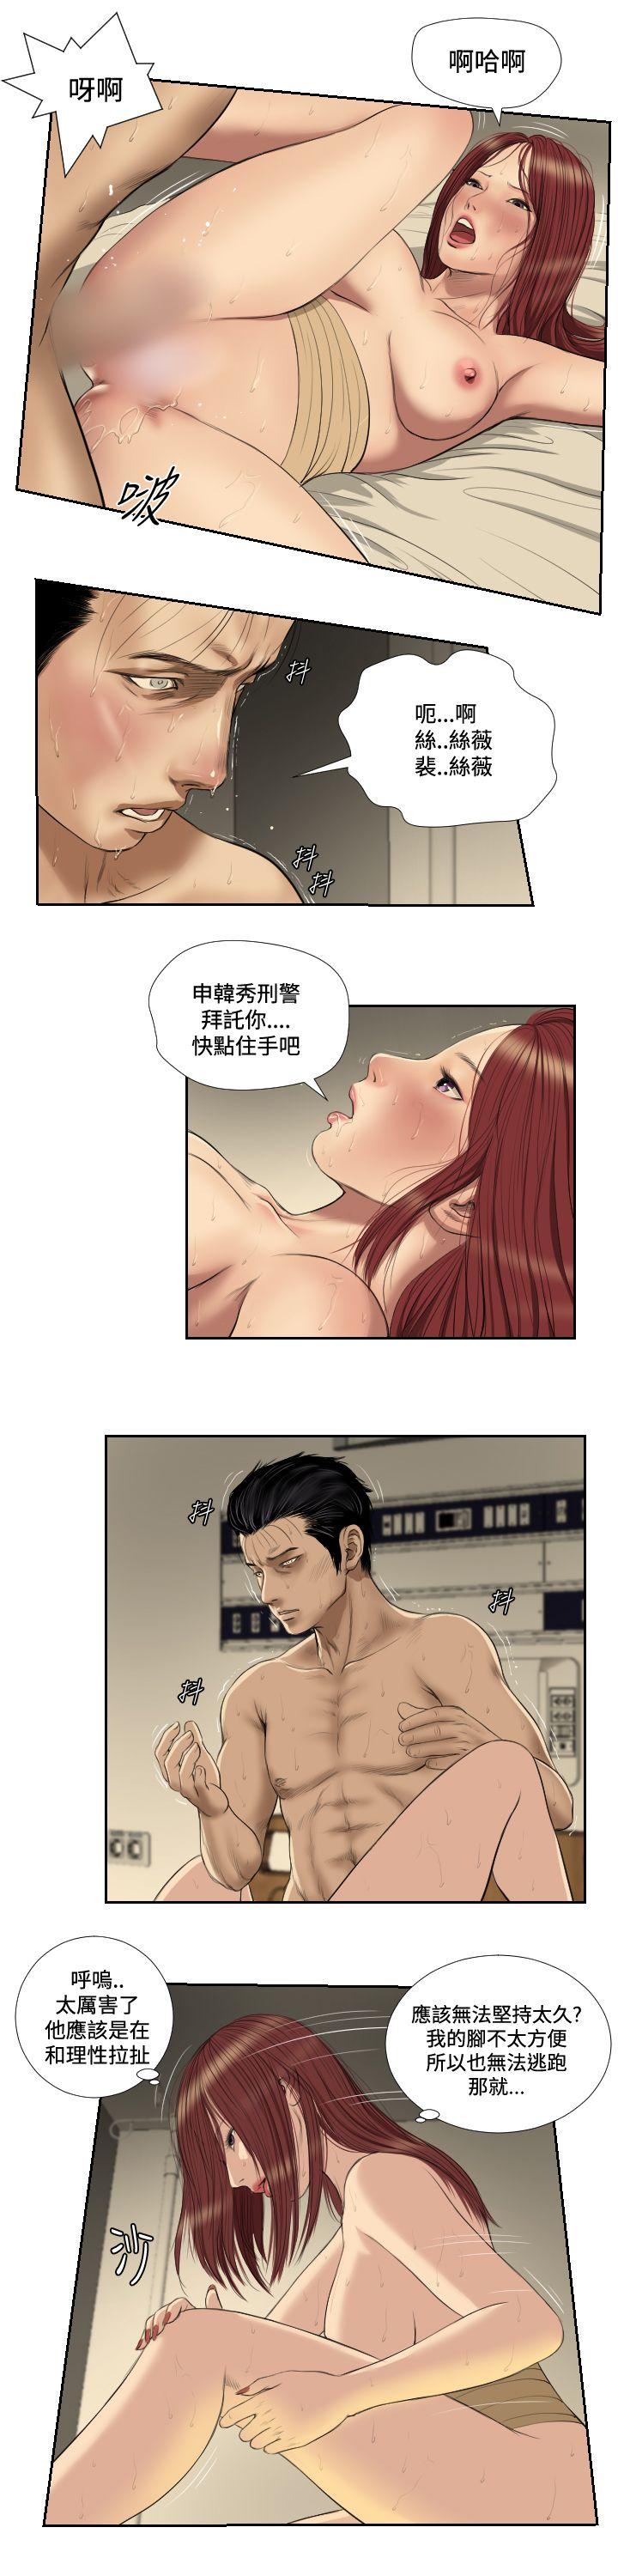 呀啊
啊哈啊
啵
抖
呃...啊
絲..絲薇
裴..絲薇
抖
抖
申韓秀刑警
拜託你....
快點住手吧
抖
抖
抖
呼嗚..
太厲害了
他應該是在
和理性拉扯
應該無法堅持太久?
我的腳不太方便
所以也無法逃跑
那就...
沙